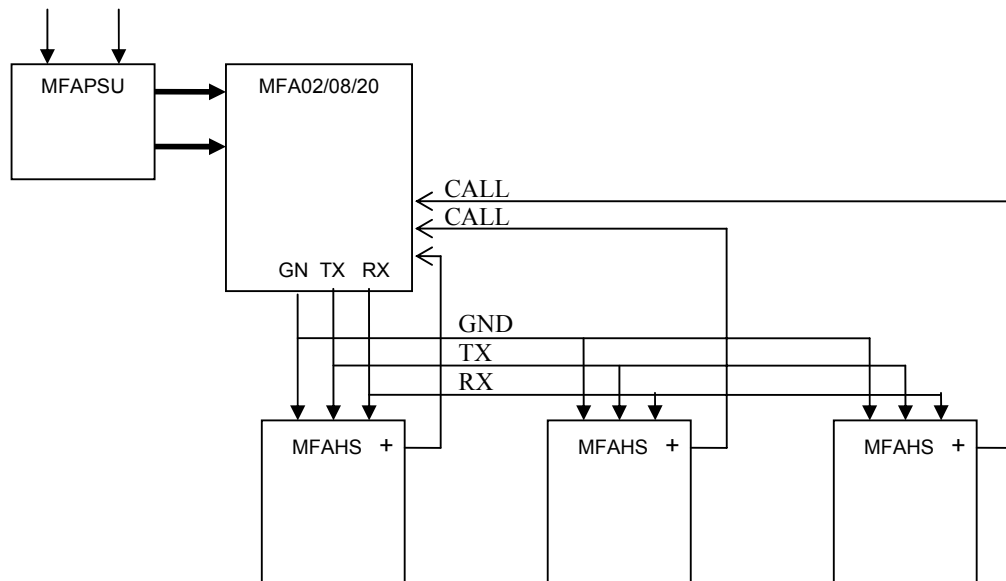 MFAPSU
MFA02/08/20
CALL
CALL
GN TX RX
GND
TX
RX
MFAHS +
MFAHS +
MFAHS +